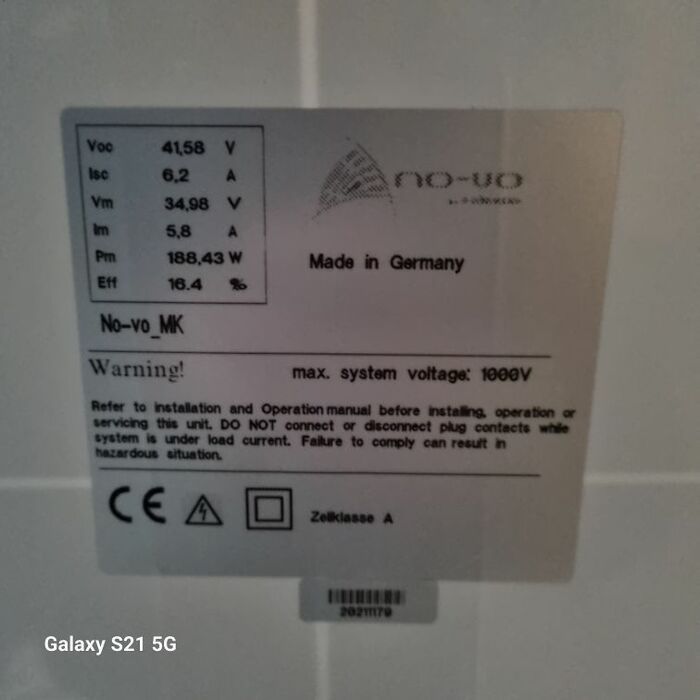 Voc 41,58 V
Isc 6,2 A
Vm 34,98 V
Im 5,8 A
Pm 188,43 W
Eff 16.4 %
no-vo
Made in Germany
No-vo_MK
Warning! max. system voltage: 1000V
Refer to installation and Operation manual before installing, operation or
servicing this unit. DO NOT connect or disconnect plug contacts while
system is under load current. Failure to comply can result in
hazardous situation.
CE Zellklasse A
20211179
Galaxy S21 5G